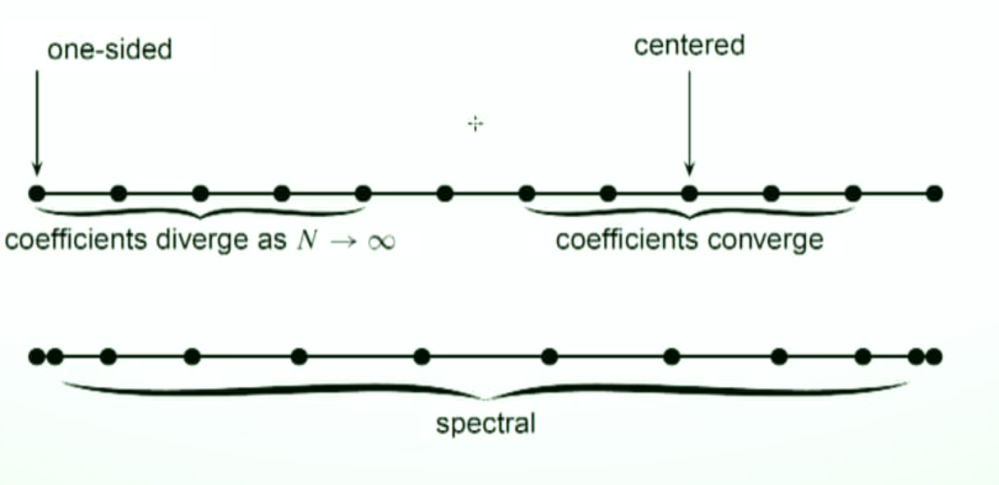 one-sided
centered
coefficients diverge as N → ∞
coefficients converge
spectral